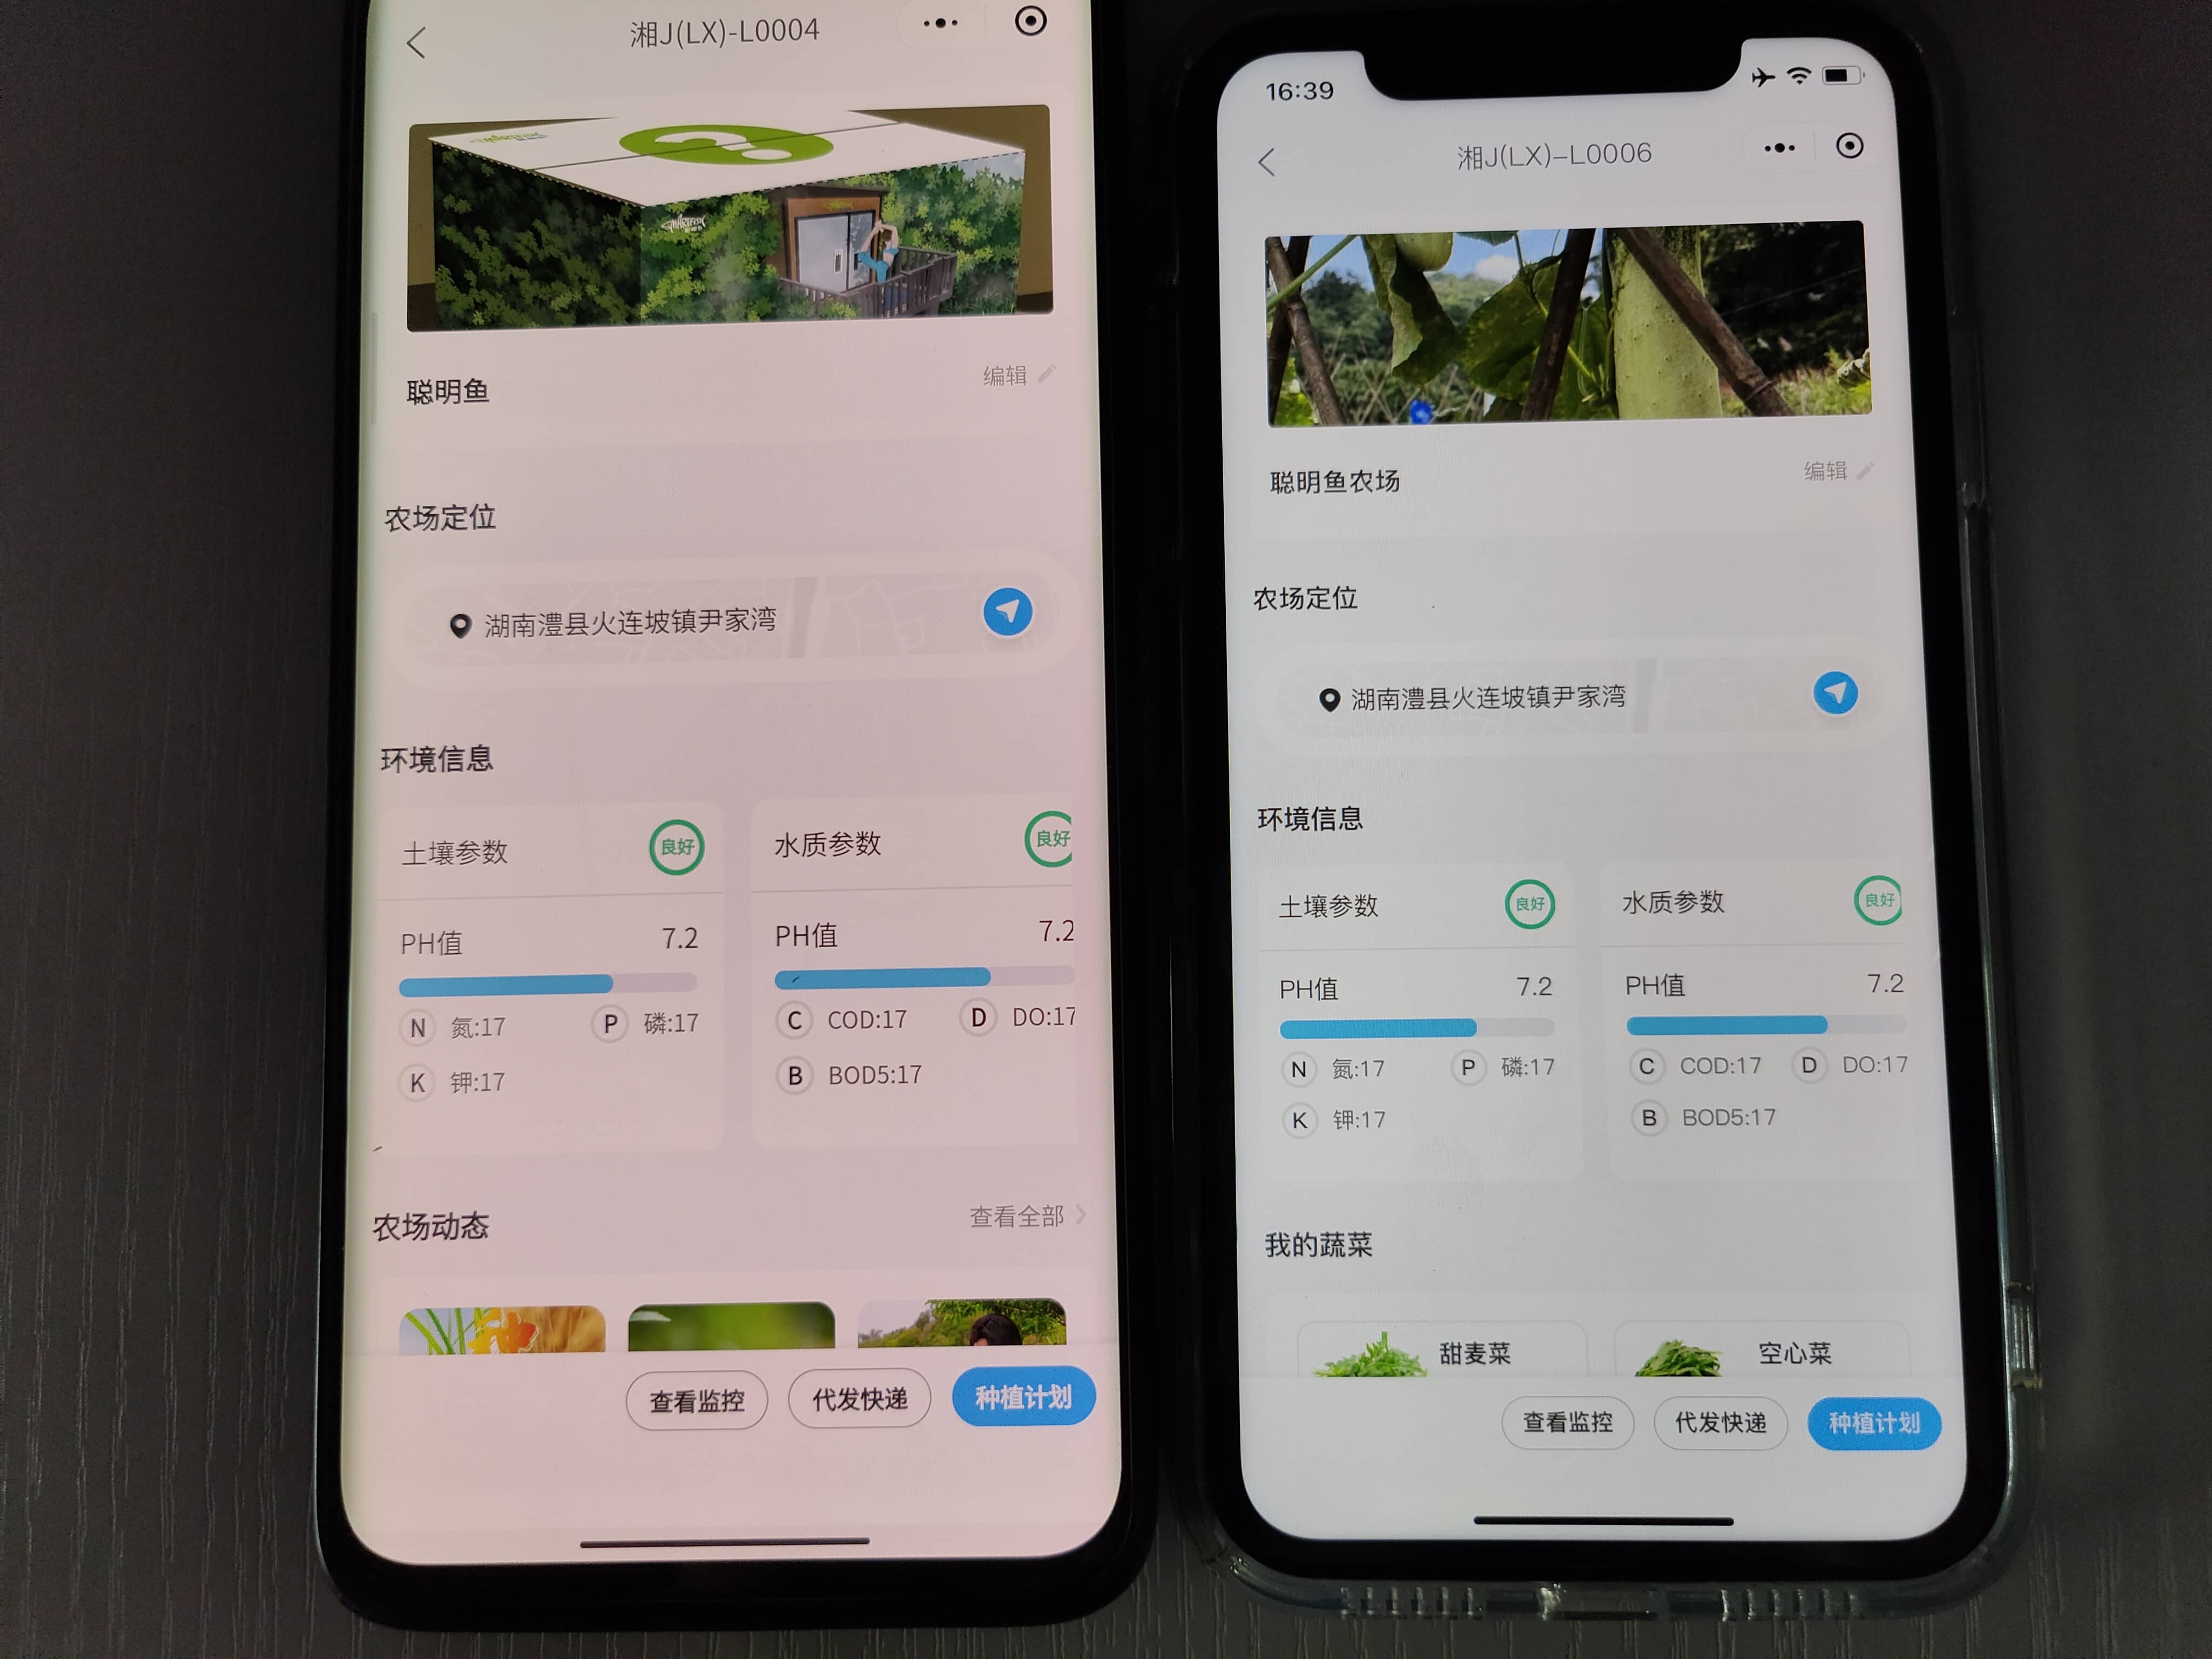 湘J(LX)-L0004
聪明鱼
编辑
农场定位
湖南澧县火连坡镇尹家湾
环境信息
土壤参数
良好
水质参数
良好
PH值
7.2
PH值
7.2
N 氮:17
P 磷:17
C COD:17
D DO:17
K 钾:17
B BOD5:17
农场动态
查看全部
查看监控
代发快递
种植计划
16:39
湘J(LX)-L0006
聪明鱼农场
编辑
农场定位
湖南澧县火连坡镇尹家湾
环境信息
土壤参数
良好
水质参数
良好
PH值
7.2
PH值
7.2
N 氮:17
P 磷:17
C COD:17
D DO:17
K 钾:17
B BOD5:17
我的蔬菜
甜麦菜
空心菜
查看监控
代发快递
种植计划